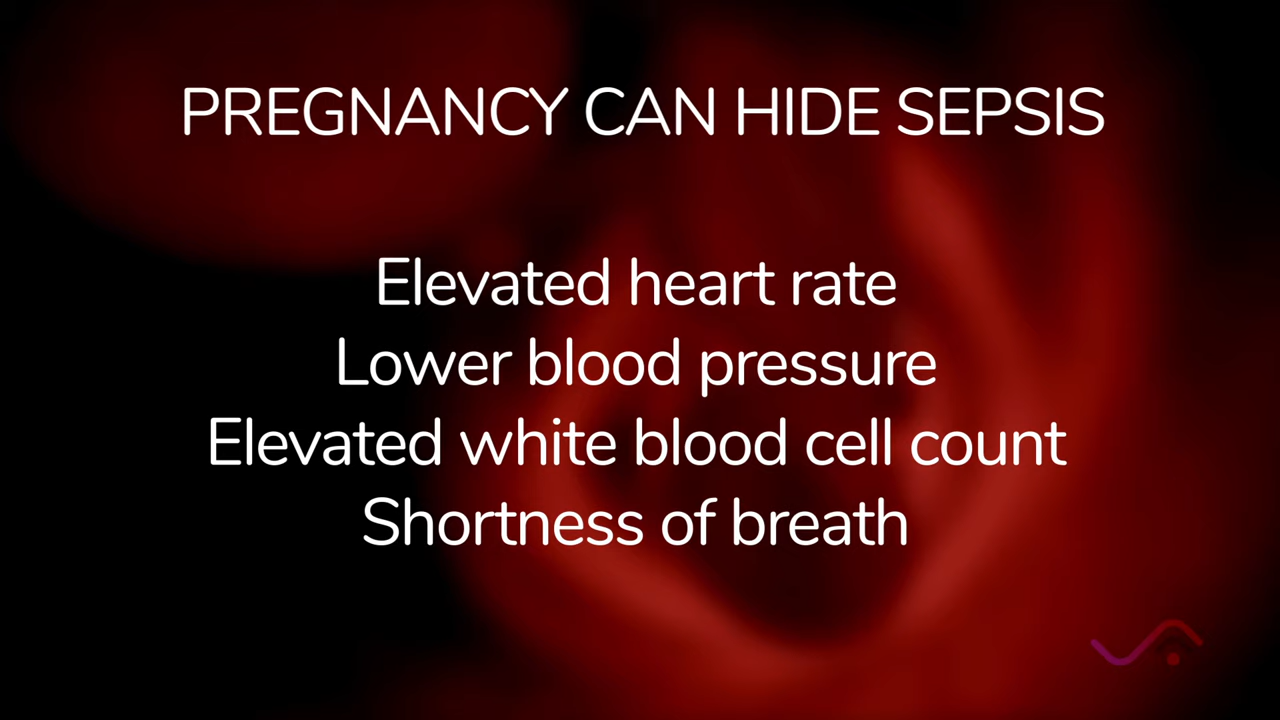 PREGNANCY CAN HIDE SEPSIS
Elevated heart rate
Lower blood pressure
Elevated white blood cell count
Shortness of breath